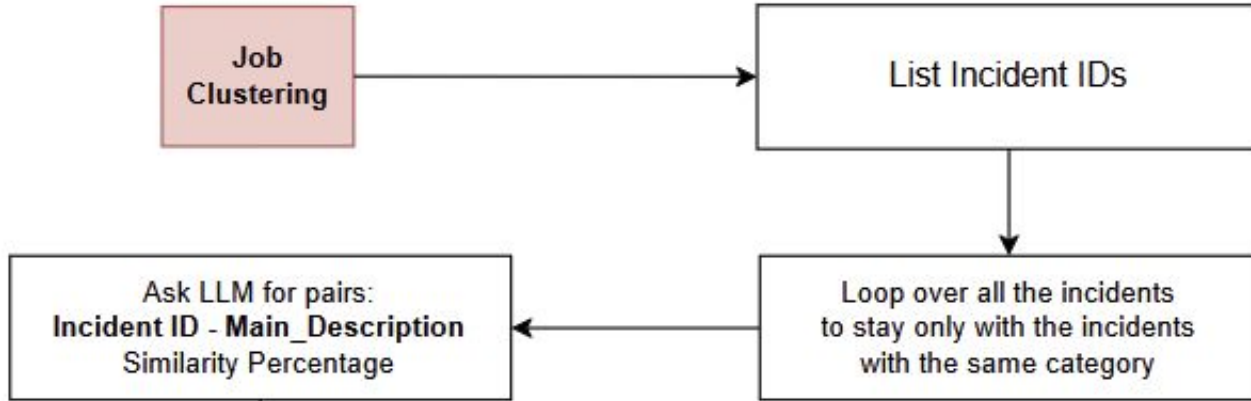 Job
Clustering
List Incident IDs
Loop over all the incidents
to stay only with the incidents
with the same category
Ask LLM for pairs:
Incident ID - Main_Description
Similarity Percentage